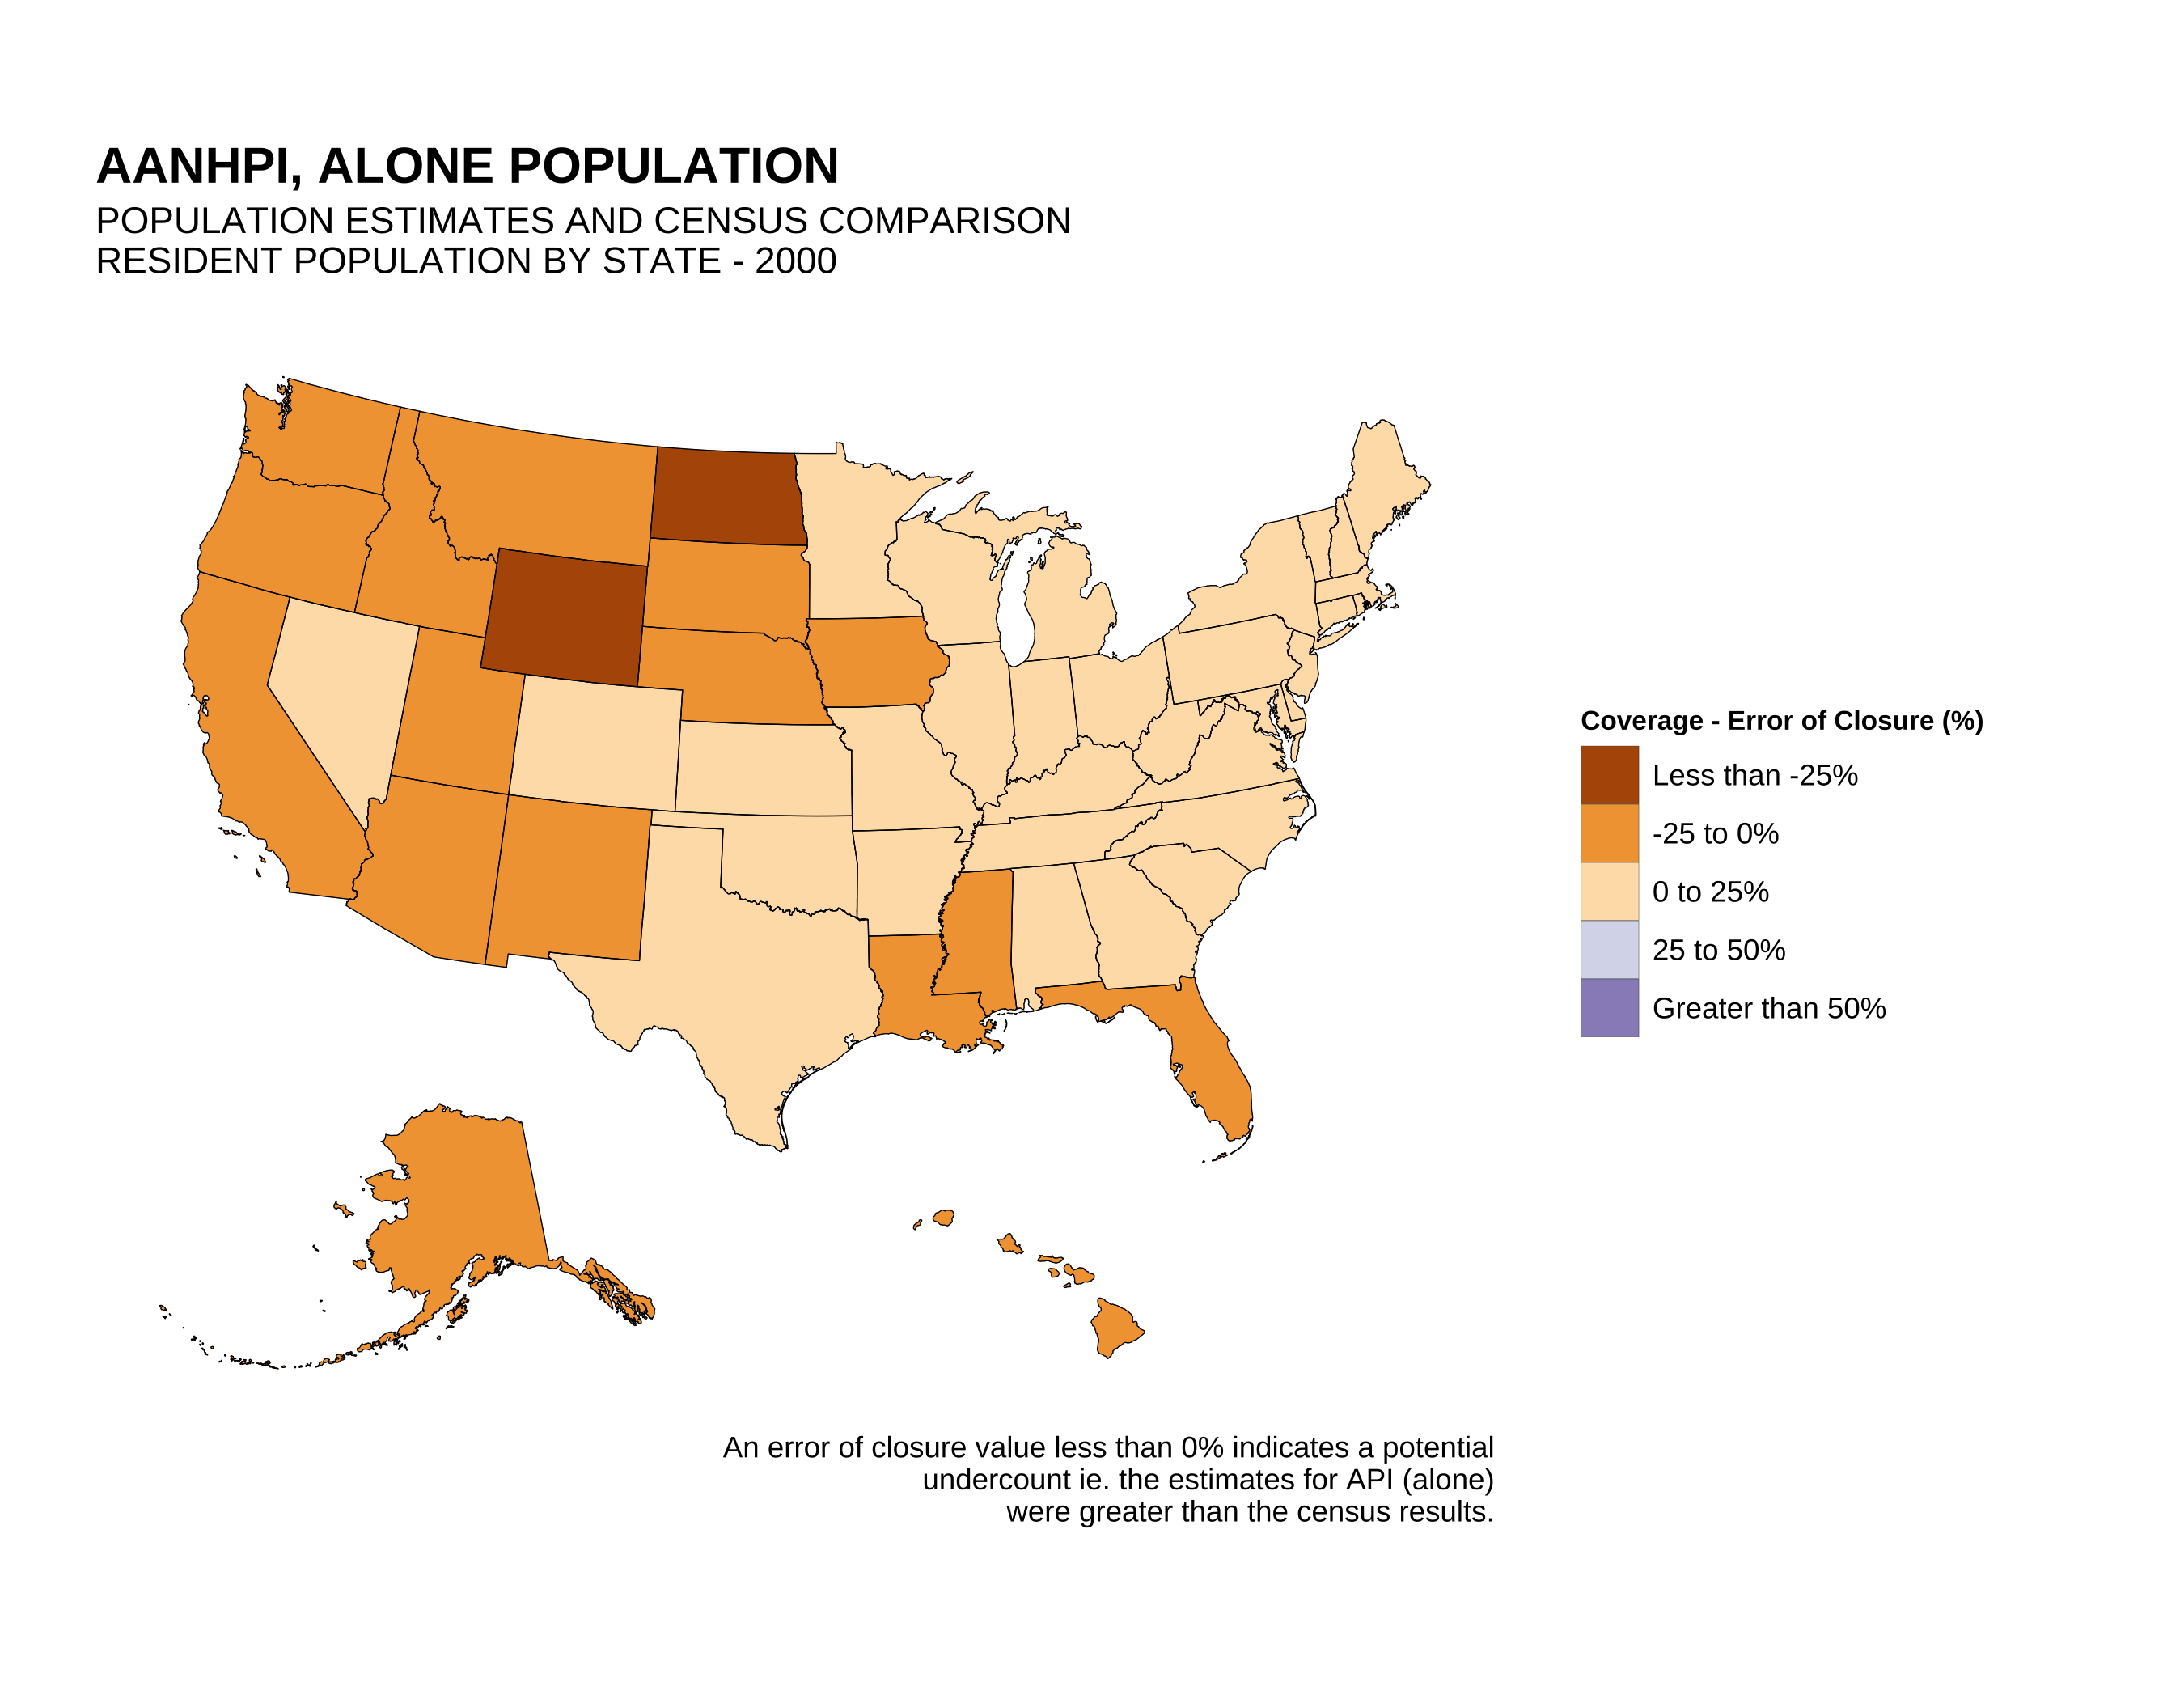 AANHPI, ALONE POPULATION
POPULATION ESTIMATES AND CENSUS COMPARISON
RESIDENT POPULATION BY STATE - 2000
Coverage - Error of Closure (%)
Less than -25%
-25 to 0%
0 to 25%
25 to 50%
Greater than 50%
An error of closure value less than 0% indicates a potential
undercount ie. the estimates for API (alone)
were greater than the census results.